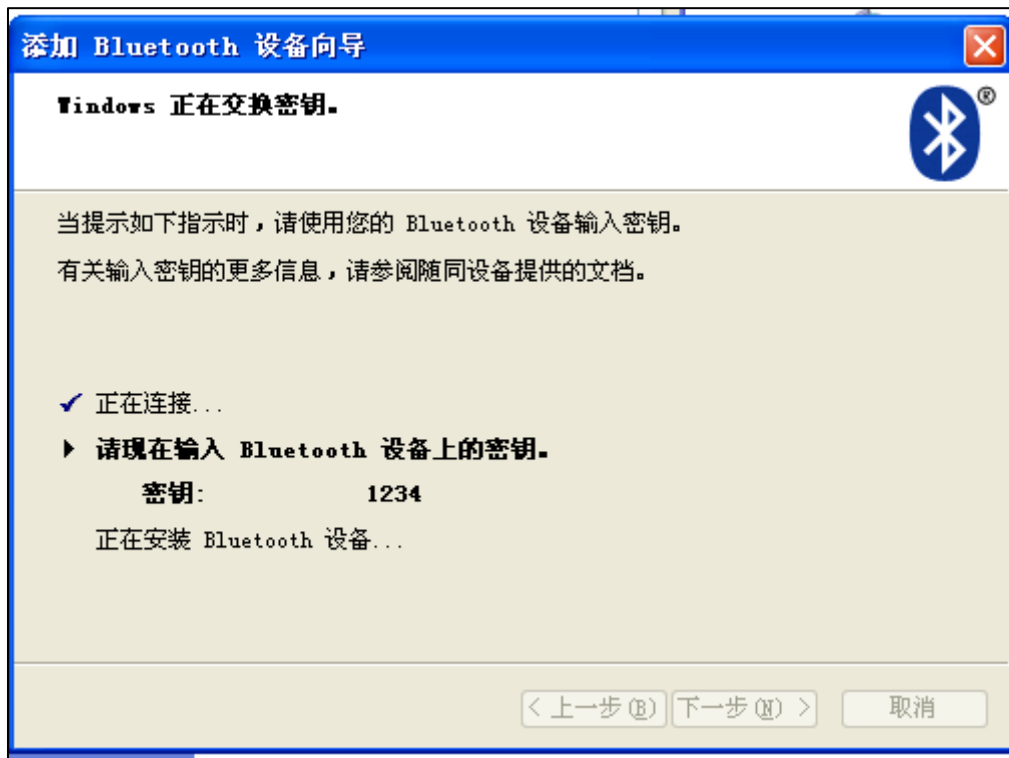 添加 Bluetooth 设备向导
Windows 正在交换密钥。
®
当提示如下指示时，请使用您的 Bluetooth 设备输入密钥。
有关输入密钥的更多信息，请参阅随同设备提供的文档。
正在连接...
请现在输入 Bluetooth 设备上的密钥。
密钥: 1234
正在安装 Bluetooth 设备...
< 上一步(B) 下一步(N) > 取消